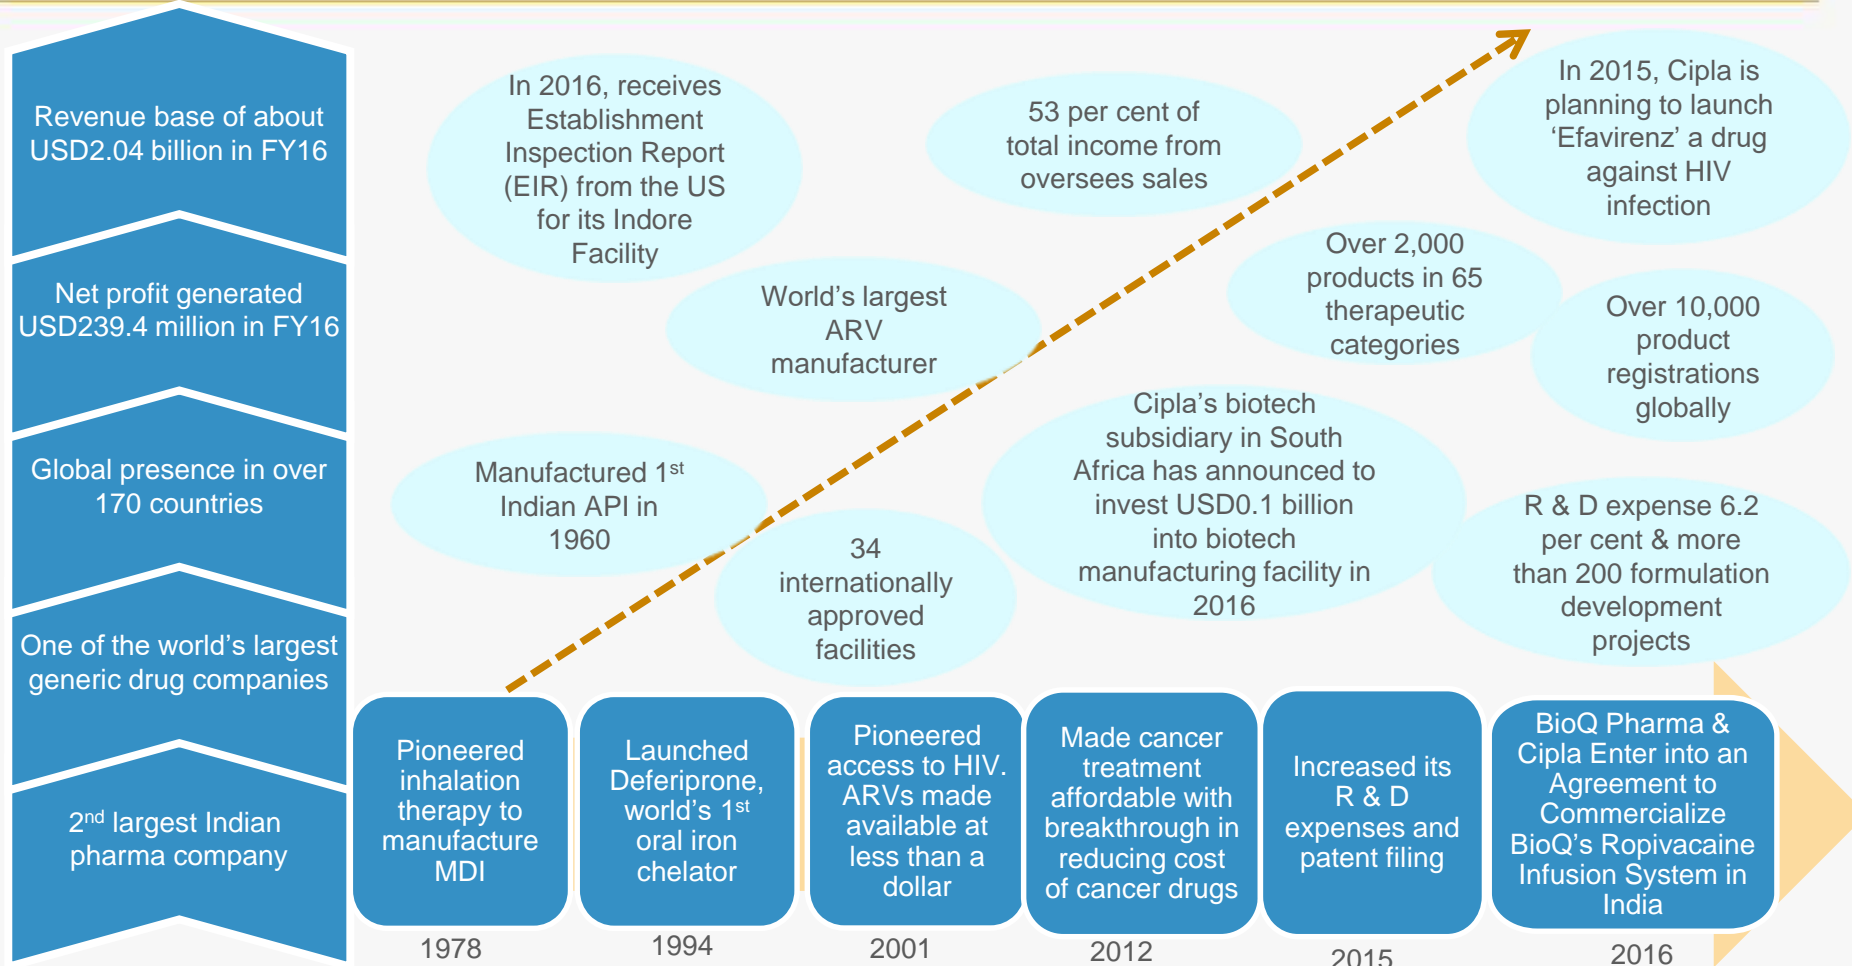 Revenue base of about
USD2.04 billion in FY16
Net profit generated
USD239.4 million in FY16
Global presence in over
170 countries
One of the world’s largest
generic drug companies
2nd largest Indian
pharma company
In 2016, receives
Establishment
Inspection Report
(EIR) from the US
for its Indore
Facility
53 per cent of
total income from
oversees sales
In 2015, Cipla is
planning to launch
‘Efavirenz’ a drug
against HIV
infection
World’s largest
ARV
manufacturer
Over 2,000
products in 65
therapeutic
categories
Over 10,000
product
registrations
globally
Manufactured 1st
Indian API in
1960
34
internationally
approved
facilities
Cipla’s biotech
subsidiary in South
Africa has announced to
invest USD0.1 billion
into biotech
manufacturing facility in
2016
R & D expense 6.2
per cent & more
than 200 formulation
development
projects
Pioneered
inhalation
therapy to
manufacture
MDI
1978
Launched
Deferiprone,
world’s 1st
oral iron
chelator
1994
Pioneered
access to HIV.
ARVs made
available at
less than a
dollar
2001
Made cancer
treatment
affordable with
breakthrough in
reducing cost
of cancer drugs
2012
Increased its
R & D
expenses and
patent filing
2015
BioQ Pharma &
Cipla Enter into an
Agreement to
Commercialize
BioQ’s Ropivacaine
Infusion System in
India
2016